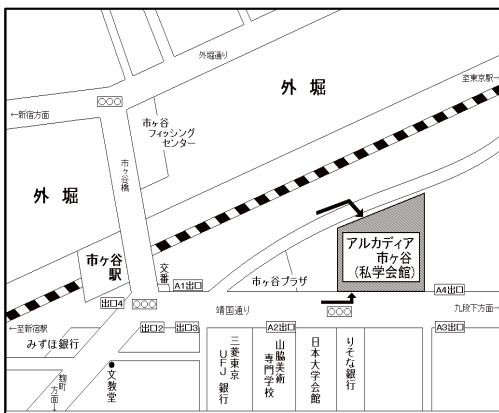 外堀通り
外 堀
至東京駅→
○○○
←新宿方面
市ヶ谷
フィッシング
センター
市ヶ谷橋
外 堀
アルカディア
市ヶ谷
(私学会館)
市ヶ谷
駅
交番
A1出口
市ヶ谷プラザ
A4出口
出口4
○○○
靖国通り
○○○
九段下方面→
←至新宿駅
出口2
出口3
A2出口
A3出口
みずほ銀行
麹町方面→
文教堂
三菱東京
UFJ銀行
山脇美術
専門学校
日本大学会館
りそな銀行